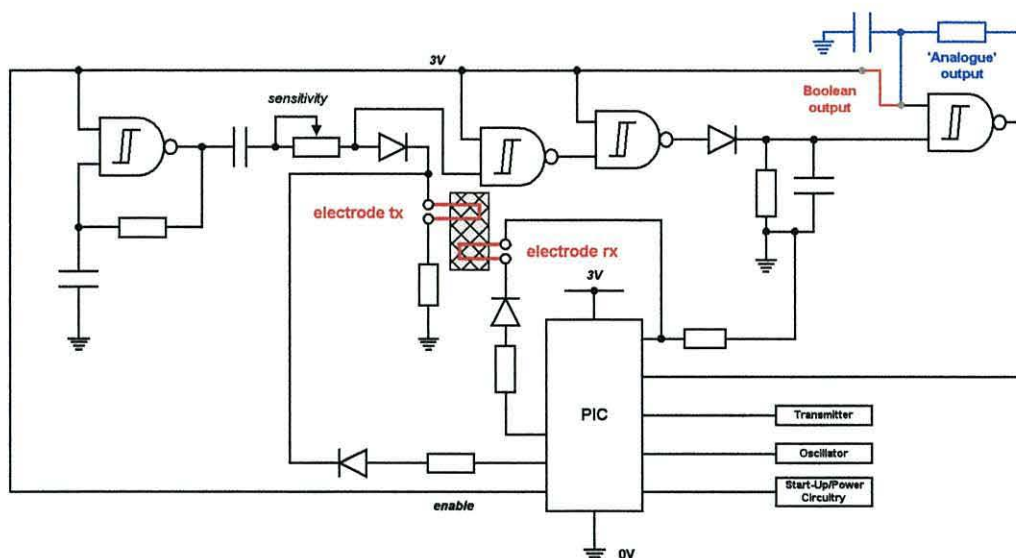 3V
'Analogue'
output
Boolean
output
sensitivity
electrode tx
electrode rx
3V
PIC
Transmitter
Oscillator
Start-Up/Power
Circuitry
enable
0V